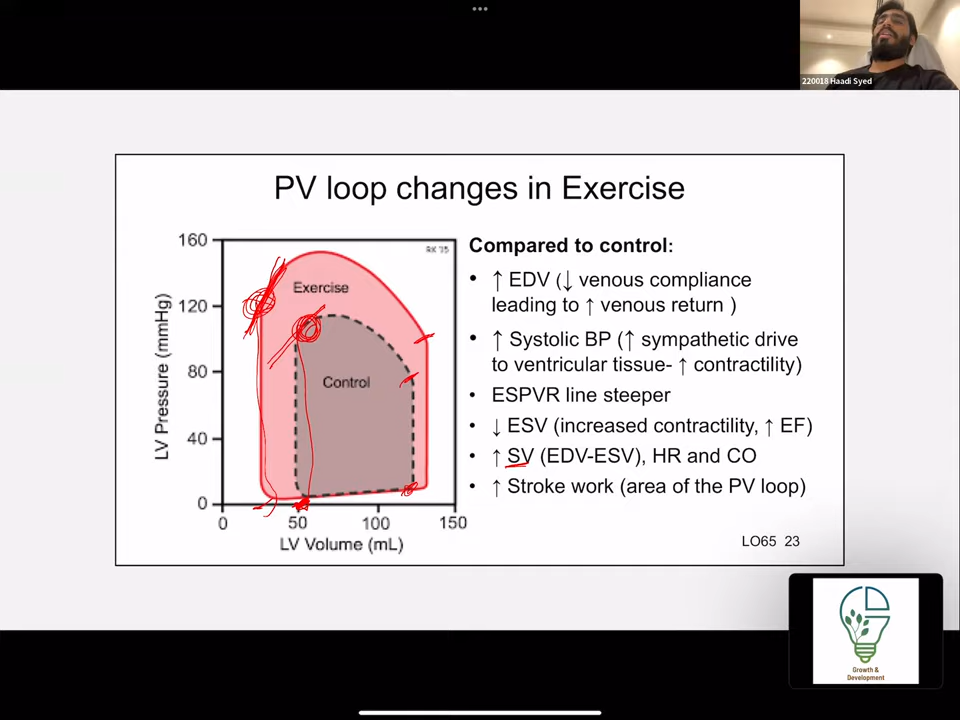 220018 Haadi Syed
PV loop changes in Exercise
160
120
80
40
0
LV Pressure (mmHg)
RK '15
Exercise
Control
0 50 100 150
LV Volume (mL)
Compared to control:
• ↑ EDV (↓ venous compliance
leading to ↑ venous return )
• ↑ Systolic BP (↑ sympathetic drive
to ventricular tissue- ↑ contractility)
• ESPVR line steeper
• ↓ ESV (increased contractility, ↑ EF)
• ↑ SV (EDV-ESV), HR and CO
• ↑ Stroke work (area of the PV loop)
LO65 23
Growth &
Development